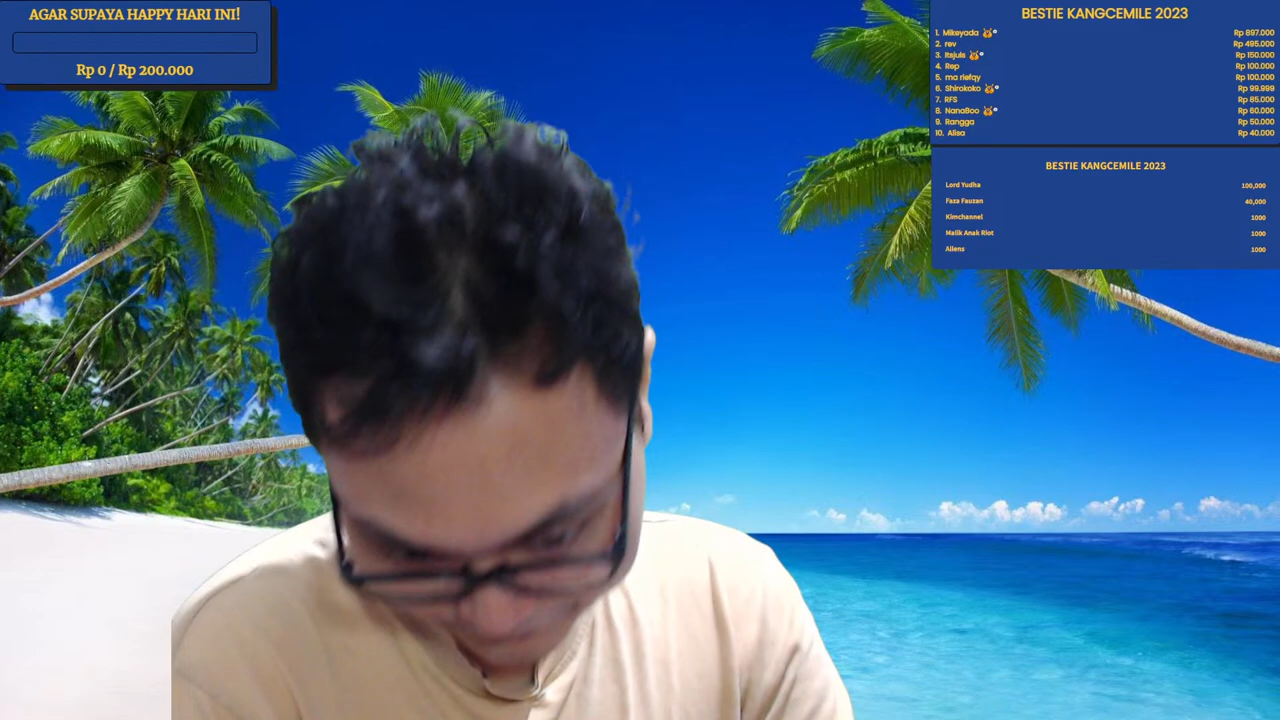 AGAR SUPAYA HAPPY HARI INI!
Rp 0 / Rp 200.000
BESTIE KANGCEMILE 2023
1. Mikeyada Rp 897.000
2. rev Rp 495.000
3. itsjuls Rp 150.000
4. Rep Rp 100.000
5. ma riefqy Rp 100.000
6. Shirokoko Rp 99.999
7. RFS Rp 85.000
8. NanaBoo Rp 60.000
9. Rangga Rp 50.000
10. Alisa Rp 40.000
BESTIE KANGCEMILE 2023
Lord Yudha 100,000
Faza Fauzan 40,000
Kimchannel 1000
Malik Anak Riot 1000
Allens 1000